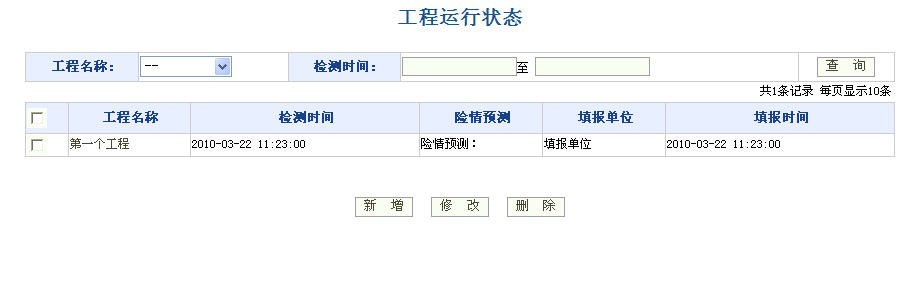 工程运行状态
工程名称： -- 检测时间： 至 查 询
共1条记录 每页显示10条
工程名称 检测时间 险情预测 填报单位 填报时间
第一个工程 2010-03-22 11:23:00 险情预测： 填报单位 2010-03-22 11:23:00
新 增 修 改 删 除